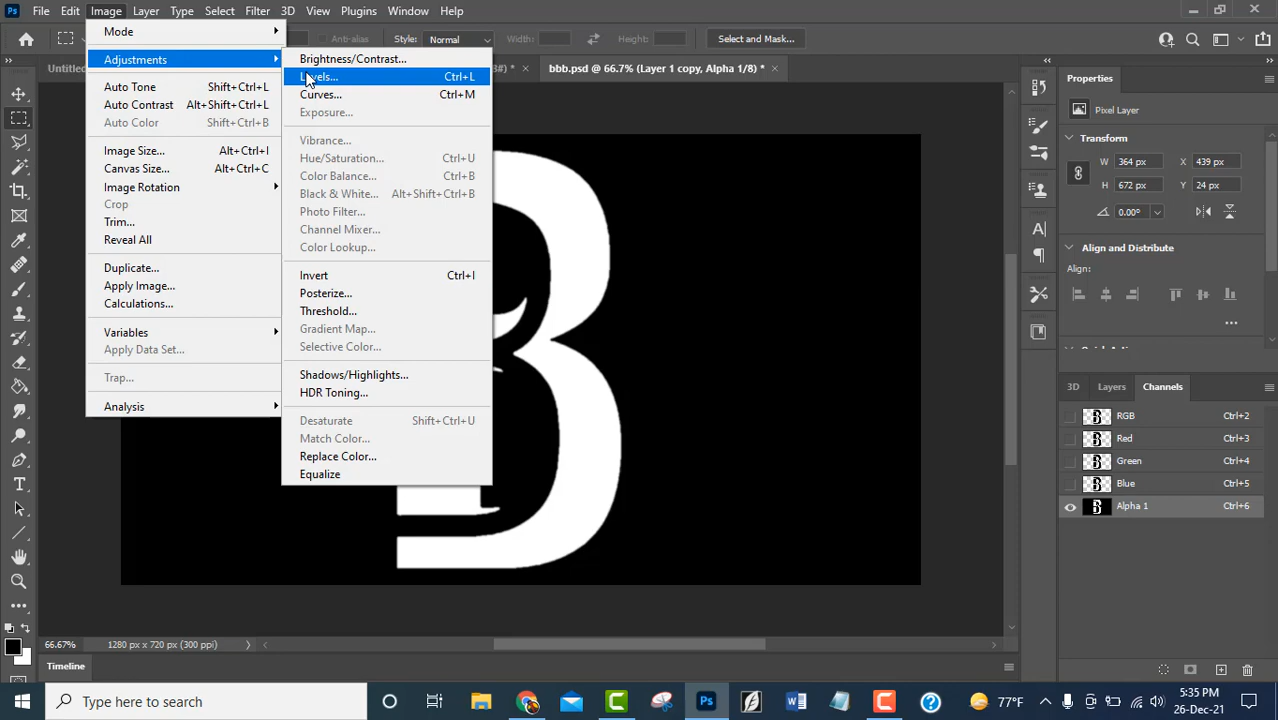 Ps File Edit Image Layer Type Select Filter 3D View Plugins Window Help
Anti-alias Style: Normal Width: Height: Select and Mask...
bbb.psd @ 66.7% (Layer 1 copy, Alpha 1/8) *
Mode
Adjustments
Auto Tone Shift+Ctrl+L
Auto Contrast Alt+Shift+Ctrl+L
Auto Color Shift+Ctrl+B
Image Size... Alt+Ctrl+I
Canvas Size... Alt+Ctrl+C
Image Rotation
Crop
Trim...
Reveal All
Duplicate...
Apply Image...
Calculations...
Variables
Apply Data Set...
Trap...
Analysis
Brightness/Contrast...
Levels... Ctrl+L
Curves... Ctrl+M
Exposure...
Vibrance...
Hue/Saturation... Ctrl+U
Color Balance... Ctrl+B
Black & White... Alt+Shift+Ctrl+B
Photo Filter...
Channel Mixer...
Color Lookup...
Invert Ctrl+I
Posterize...
Threshold...
Gradient Map...
Selective Color...
Shadows/Highlights...
HDR Toning...
Desaturate Shift+Ctrl+U
Match Color...
Replace Color...
Equalize
B
Properties
Pixel Layer
Transform
W 364 px X 439 px
H 672 px Y 24 px
0.00°
Align and Distribute
Align:
3D Layers Channels
RGB Ctrl+2
Red Ctrl+3
Green Ctrl+4
Blue Ctrl+5
Alpha 1 Ctrl+6
66.67% 1280 px x 720 px (300 ppi)
Timeline
Type here to search
77°F
5:35 PM
26-Dec-21